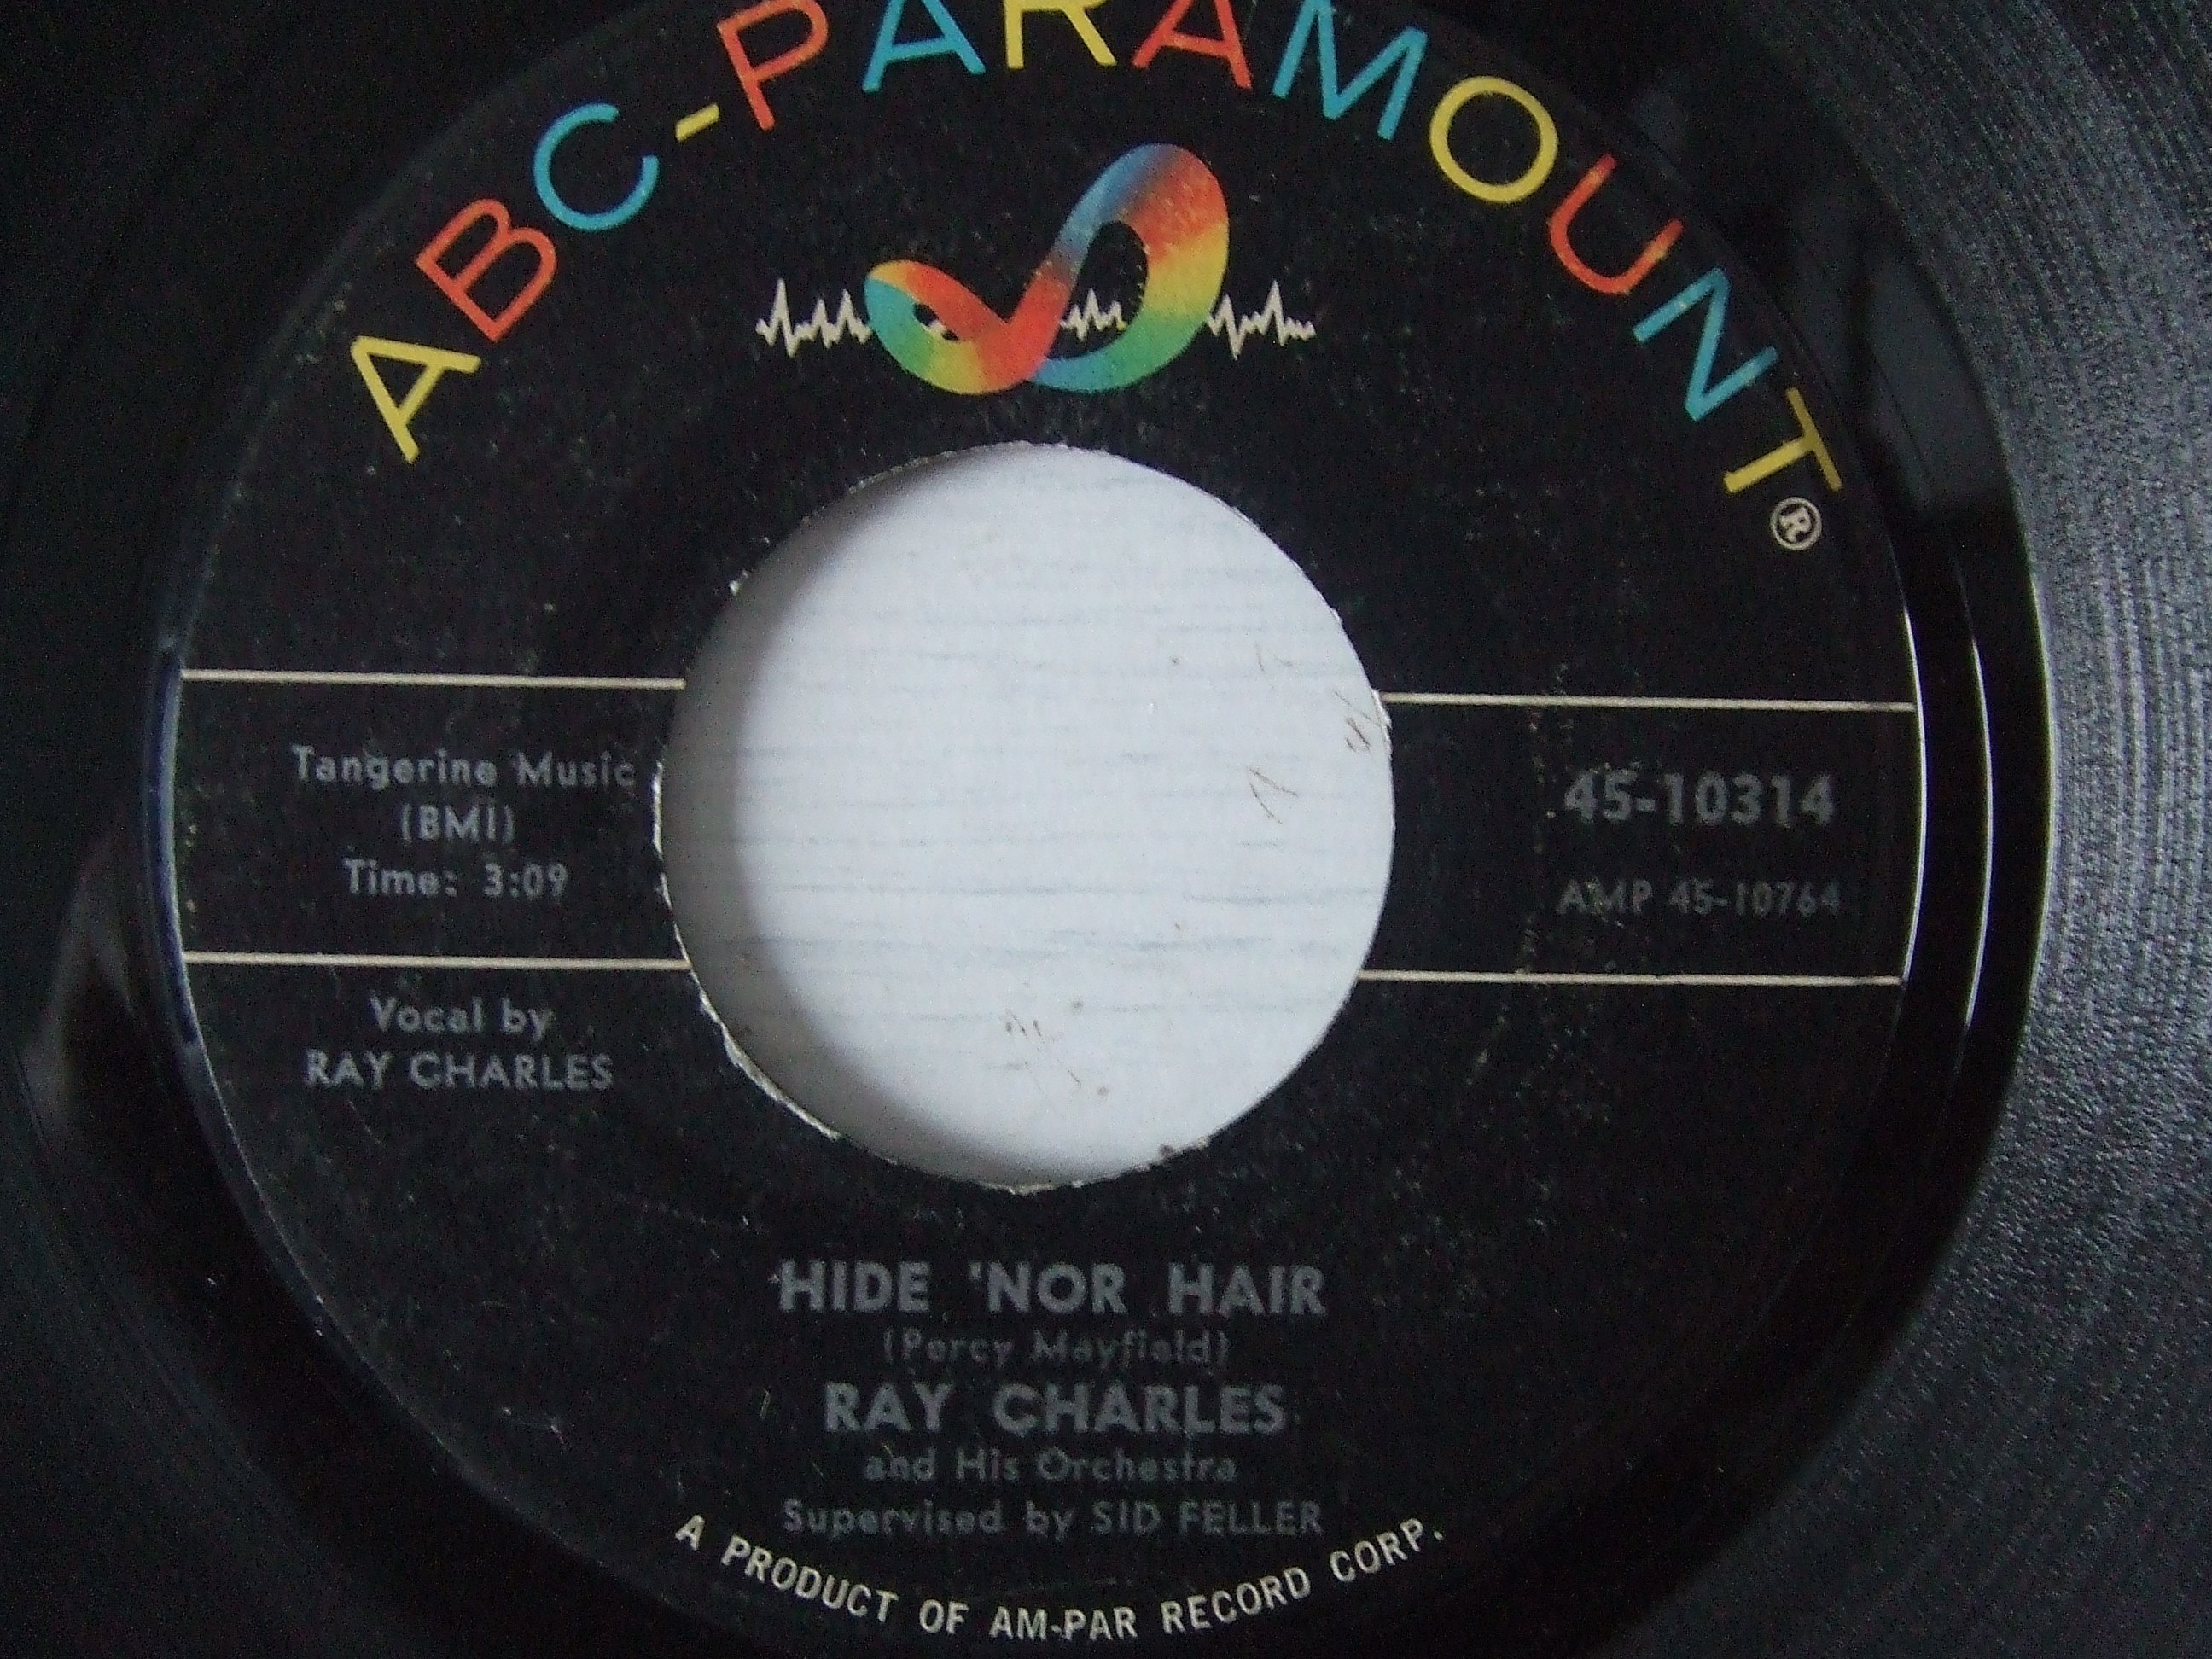 ABC-PARAMOUNT®
Tangerine Music
(BMI)
Time: 3:09
45-10314
AMP 45-10764
Vocal by
RAY CHARLES
HIDE 'NOR HAIR
(Percy Mayfield)
RAY CHARLES
and His Orchestra
Supervised by SID FELLER
A PRODUCT OF AM-PAR RECORD CORP.